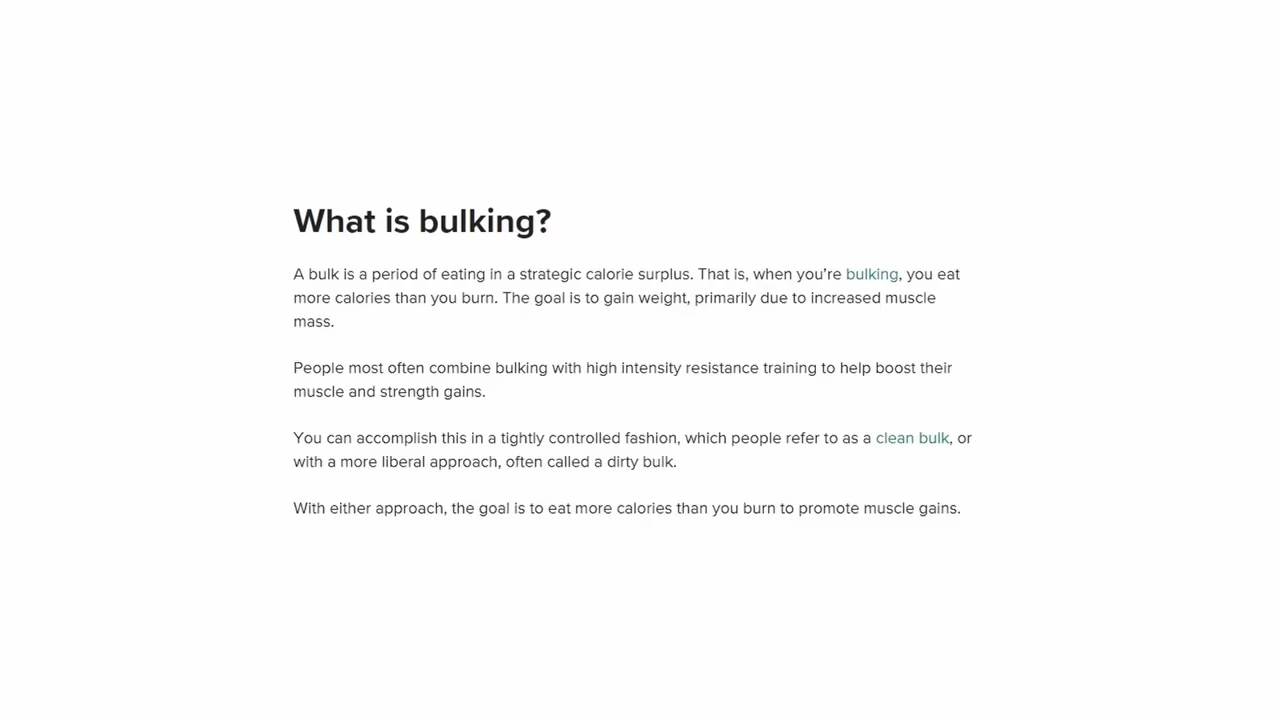 What is bulking?
A bulk is a period of eating in a strategic calorie surplus. That is, when you're bulking, you eat
more calories than you burn. The goal is to gain weight, primarily due to increased muscle
mass.
People most often combine bulking with high intensity resistance training to help boost their
muscle and strength gains.
You can accomplish this in a tightly controlled fashion, which people refer to as a clean bulk, or
with a more liberal approach, often called a dirty bulk.
With either approach, the goal is to eat more calories than you burn to promote muscle gains.